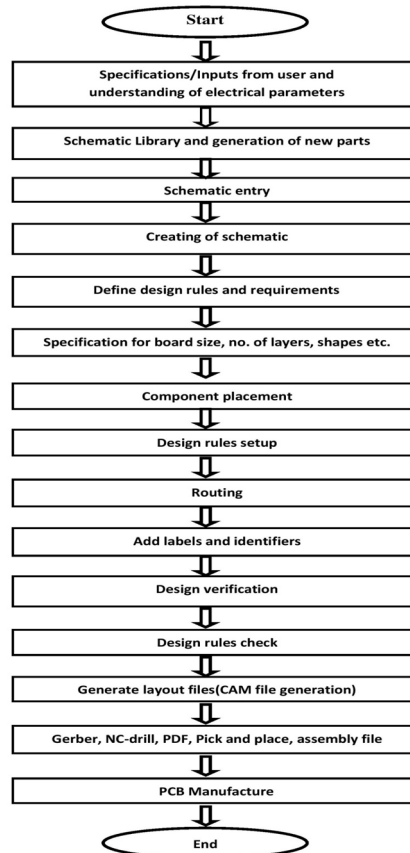 Start
Specifications/Inputs from user and
understanding of electrical parameters
Schematic Library and generation of new parts
Schematic entry
Creating of schematic
Define design rules and requirements
Specification for board size, no. of layers, shapes etc.
Component placement
Design rules setup
Routing
Add labels and identifiers
Design verification
Design rules check
Generate layout files(CAM file generation)
Gerber, NC-drill, PDF, Pick and place, assembly file
PCB Manufacture
End